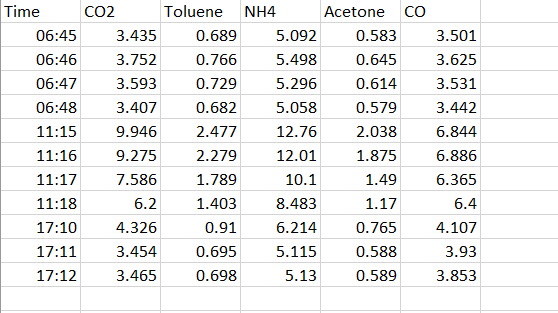 Time CO2 Toluene NH4 Acetone CO
06:45 3.435 0.689 5.092 0.583 3.501
06:46 3.752 0.766 5.498 0.645 3.625
06:47 3.593 0.729 5.296 0.614 3.531
06:48 3.407 0.682 5.058 0.579 3.442
11:15 9.946 2.477 12.76 2.038 6.844
11:16 9.275 2.279 12.01 1.875 6.886
11:17 7.586 1.789 10.1 1.49 6.365
11:18 6.2 1.403 8.483 1.17 6.4
17:10 4.326 0.91 6.214 0.765 4.107
17:11 3.454 0.695 5.115 0.588 3.93
17:12 3.465 0.698 5.13 0.589 3.853